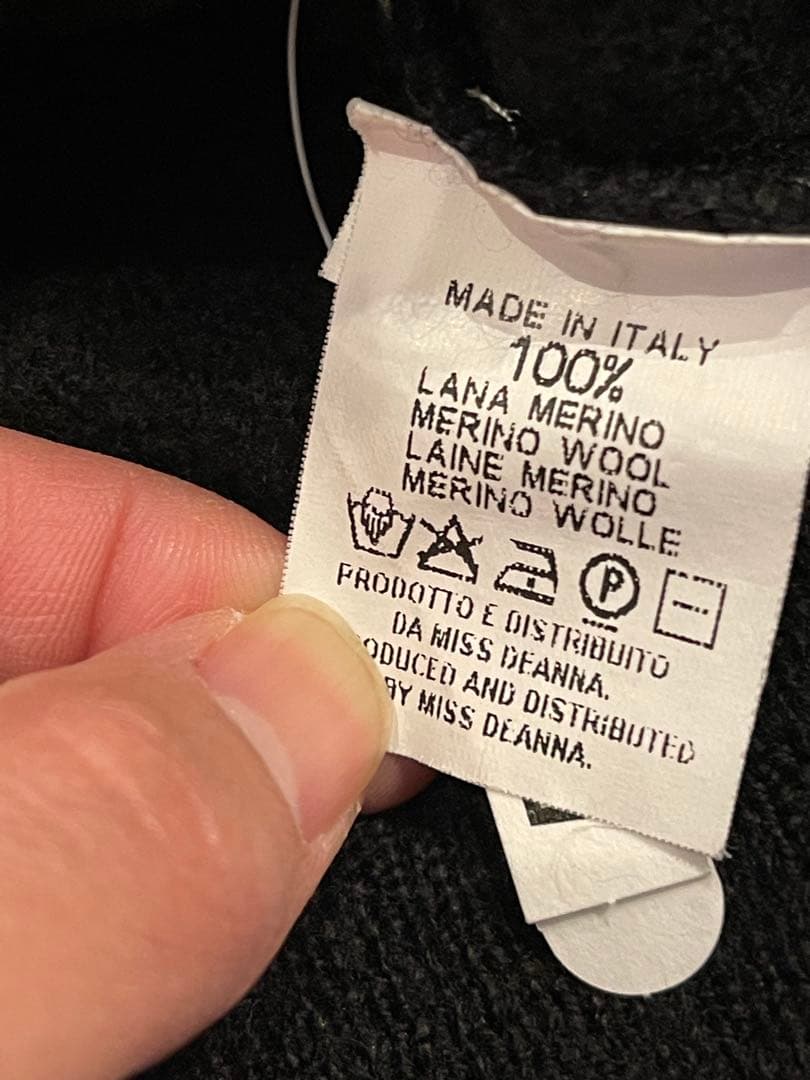 MADE IN ITALY
100%
LANA MERINO
MERINO WOOL
LAINE MERINO
MERINO WOLLE
P
PRODOTTO E DISTRIBUITO
DA MISS DEANNA.
ODUCED AND DISTRIBUTED
BY MISS DEANNA.